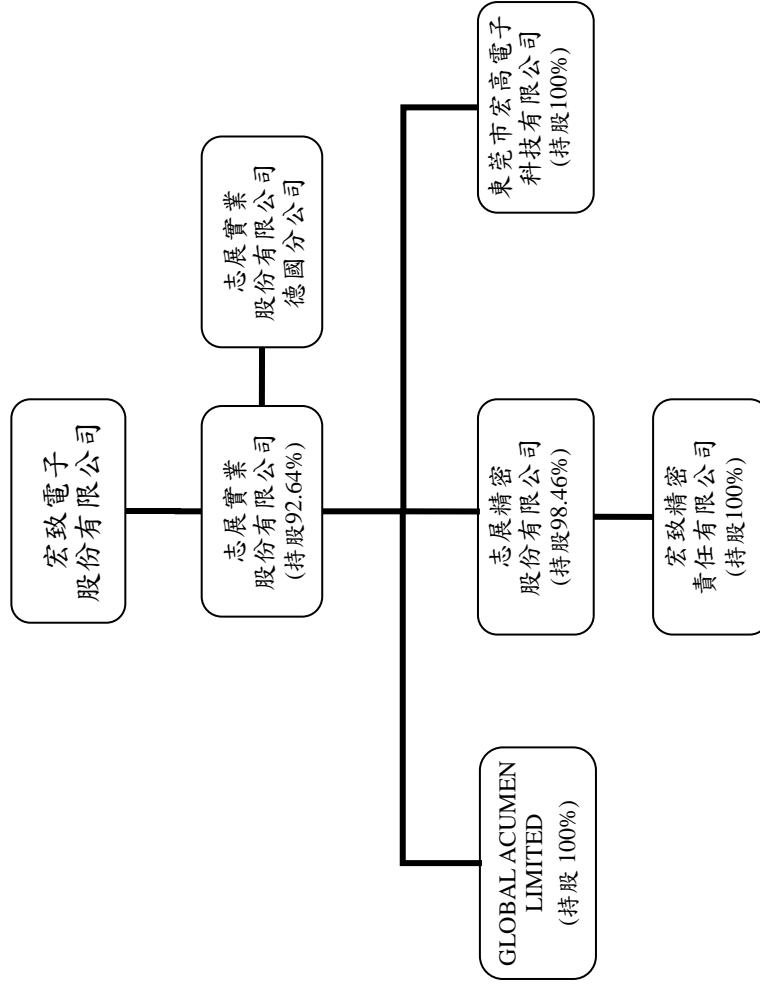 宏致電子
股份有限公司
志展實業
股份有限公司
(持股92.64%)
志展實業
股份有限公司
德國分公司
GLOBAL ACUMEN
LIMITED
(持股 100%)
志展精密
股份有限公司
(持股98.46%)
東莞市宏高電子
科技有限公司
(持股100%)
宏致精密
責任有限公司
(持股100%)